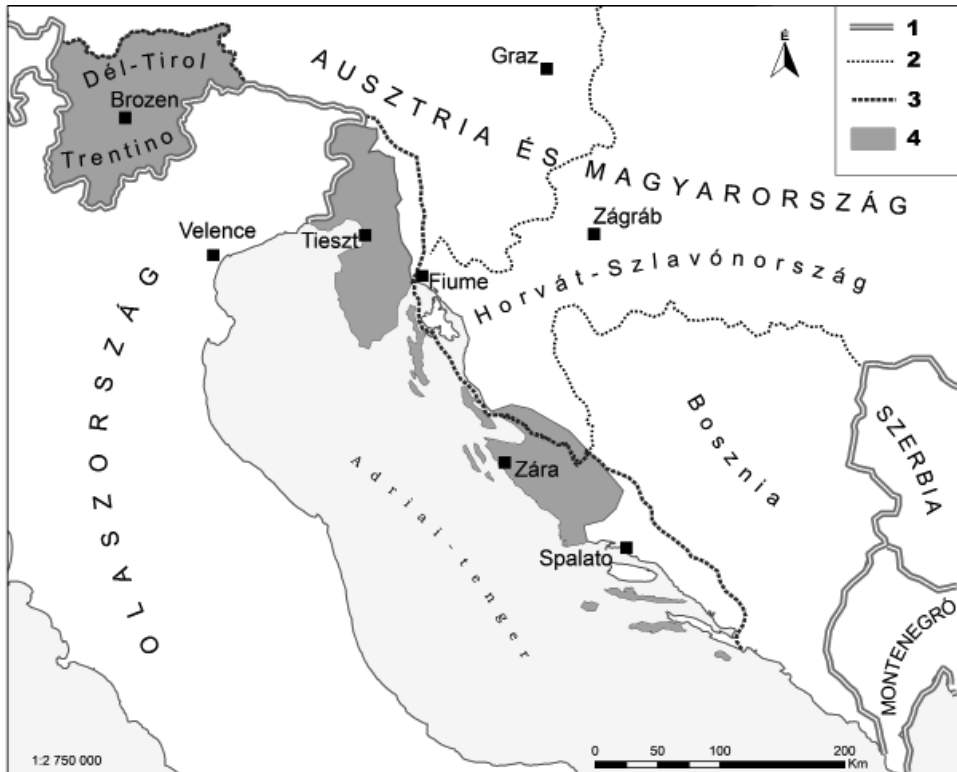 Dél-Tirol
Brozen
Trentino
AUSZTRIA ÉS MAGYARORSZÁG
Graz
É
1
2
3
4
Velence
Tieszt
Fiume
Zágráb
Horvát-Szlavónország
OLASZORSZÁG
Adriai-tenger
Zára
Spalato
Bosznia
SZERBIA
MONTENEGRÓ
1:2 750 000
0 50 100 200
Km